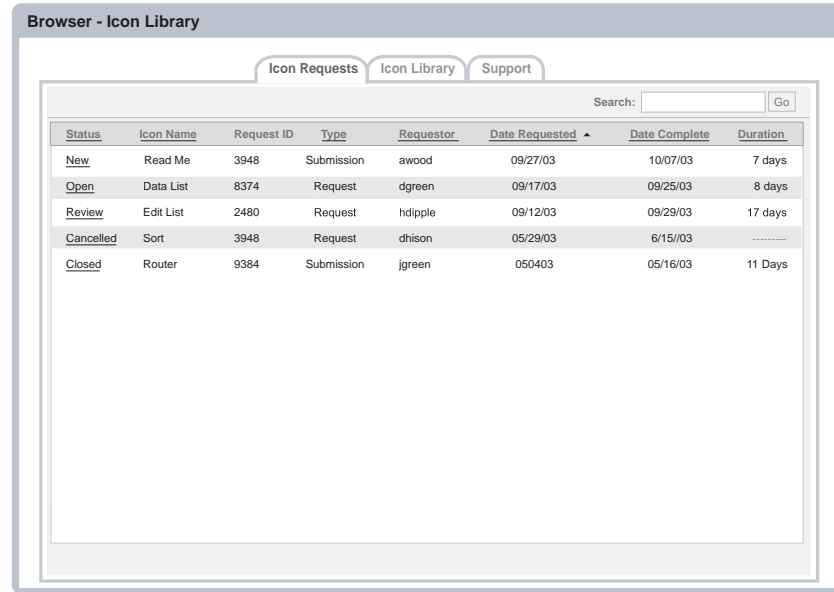 Browser - Icon Library
Icon Requests Icon Library Support
Search: Go
Status Icon Name Request ID Type Requestor Date Requested Date Complete Duration
New Read Me 3948 Submission awood 09/27/03 10/07/03 7 days
Open Data List 8374 Request dgreen 09/17/03 09/25/03 8 days
Review Edit List 2480 Request hdipple 09/12/03 09/29/03 17 days
Cancelled Sort 3948 Request dhison 05/29/03 6/15//03 ---------
Closed Router 9384 Submission jgreen 050403 05/16/03 11 Days